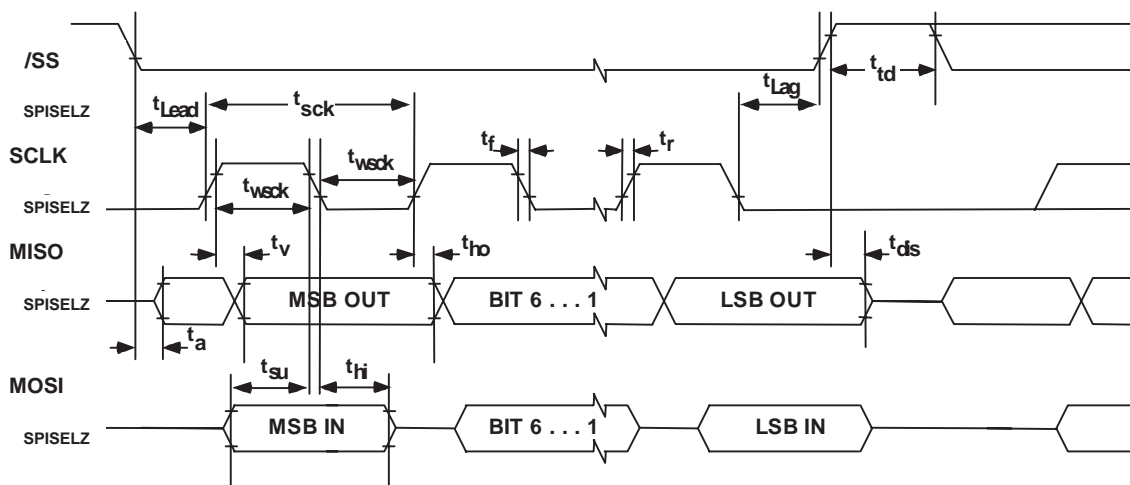 /SS
SPISELZ
tLead
tsck
tLag
ttd
SCLK
SPISELZ
twsck
twsck
tf
tr
MISO
SPISELZ
tv
tho
tdis
MSB OUT
BIT 6 . . . 1
LSB OUT
ta
MOSI
SPISELZ
tsu
thi
MSB IN
BIT 6 . . . 1
LSB IN